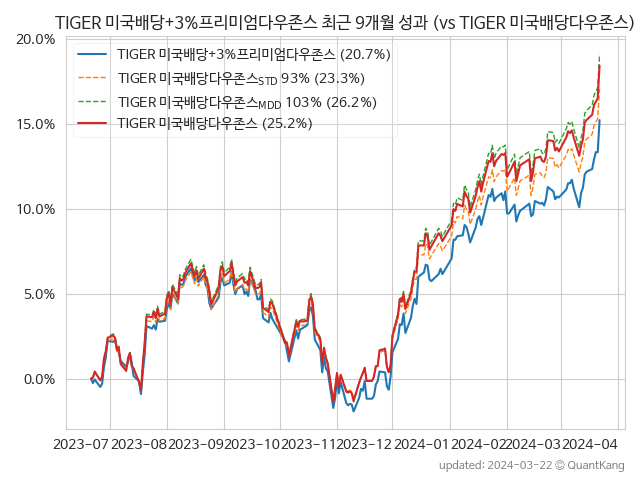 TIGER 미국배당+3%프리미엄다우존스 최근 9개월 성과 (vs TIGER 미국배당다우존스)
20.0%
15.0%
10.0%
5.0%
0.0%
TIGER 미국배당+3%프리미엄다우존스 (20.7%)
TIGER 미국배당다우존스STD 93% (23.3%)
TIGER 미국배당다우존스MDD 103% (26.2%)
TIGER 미국배당다우존스 (25.2%)
2023-07 2023-08 2023-09 2023-10 2023-11 2023-12 2024-01 2024-02 2024-03 2024-04
updated: 2024-03-22 © QuantKang